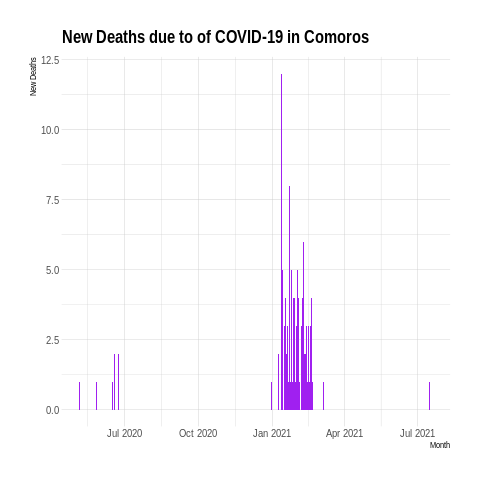 New Deaths due to of COVID-19 in Comoros
New Deaths
12.5
10.0
7.5
5.0
2.5
0.0
Jul 2020
Oct 2020
Jan 2021
Apr 2021
Jul 2021
Month